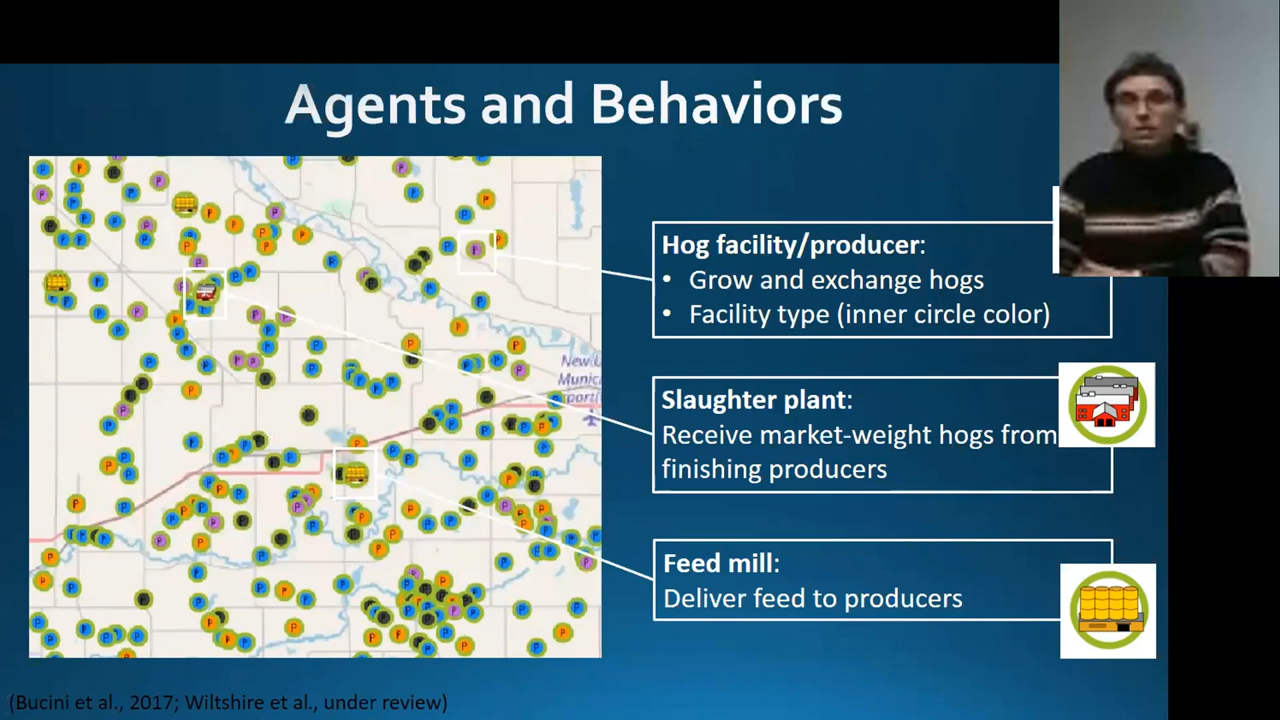 Agents and Behaviors
Hog facility/producer:
• Grow and exchange hogs
• Facility type (inner circle color)
Slaughter plant:
Receive market-weight hogs from
finishing producers
Feed mill:
Deliver feed to producers
(Bucini et al., 2017; Wiltshire et al., under review)